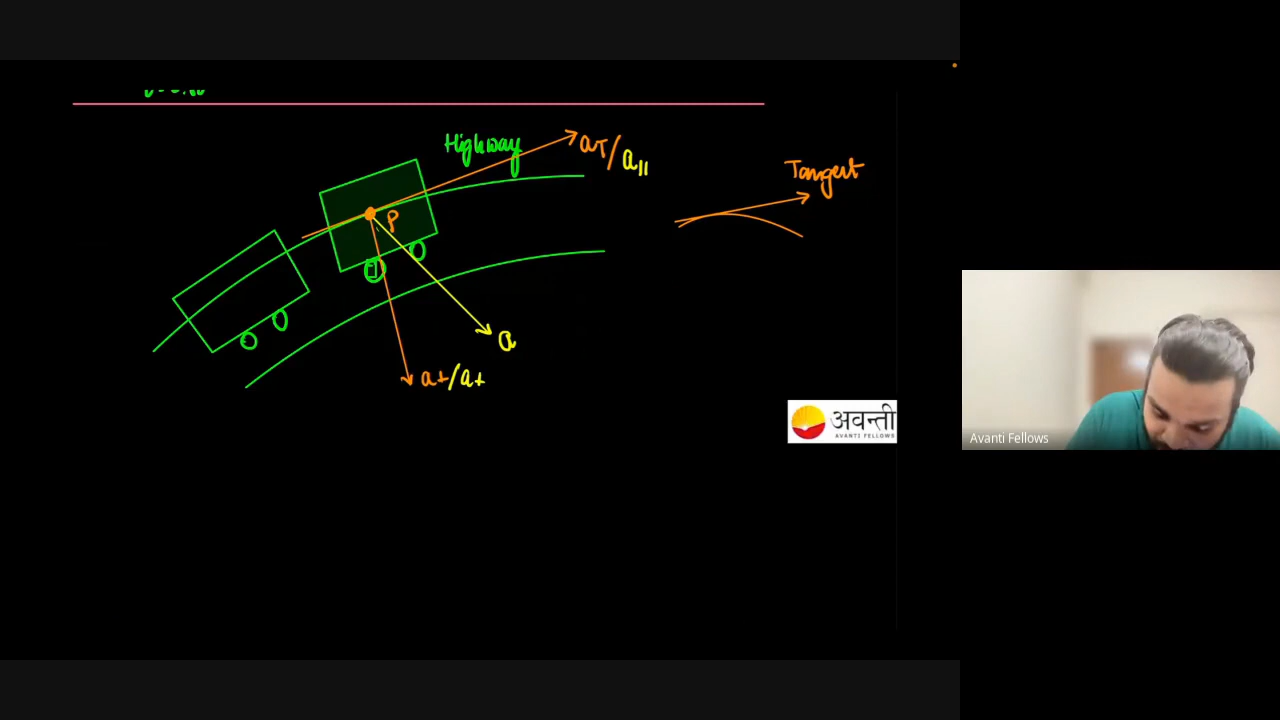 Highway
aT/a||
Tangent
P
a
a⊥/a⊥
अवन्ती
AVANTI FELLOWS
Avanti Fellows